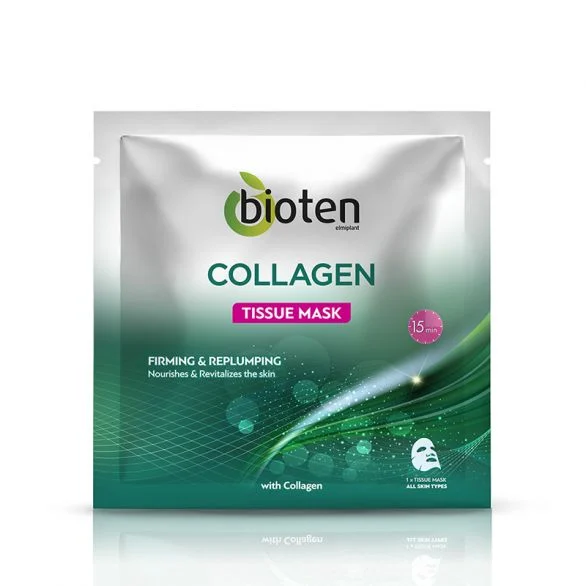 bioten
elmiplant
COLLAGEN
TISSUE MASK
15 min
FIRMING & REPLUMPING
Nourishes & Revitalizes the skin
1 x TISSUE MASK
ALL SKIN TYPES
with Collagen